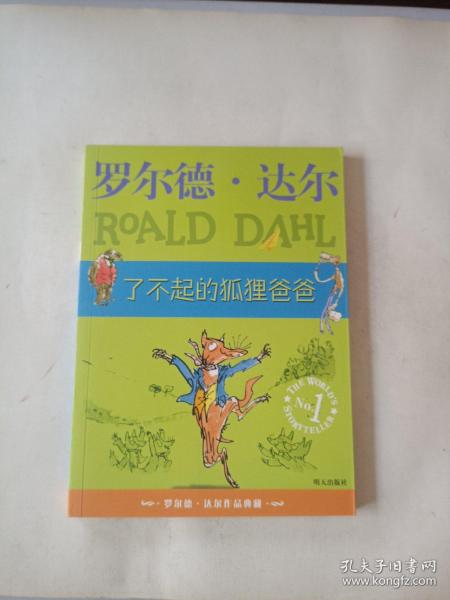 罗尔德·达尔
ROALD DAHL
了不起的狐狸爸爸
THE WORLD'S
No.1
STORYTELLER
明天出版社
罗尔德·达尔作品典藏
孔夫子旧书网
www.kongfz.com